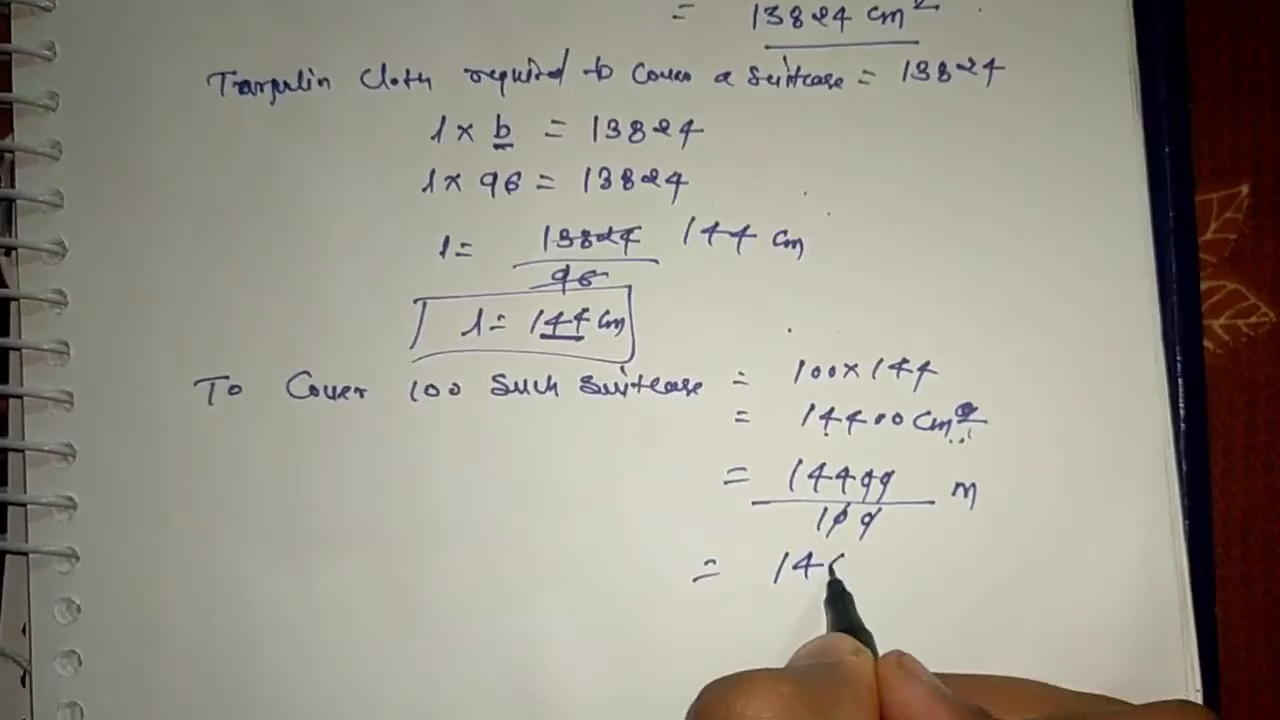 = 13824 cm²
Tarpulin Cloth required to Cover a Suitcase = 13824
l × b = 13824
l × 96 = 13824
l = 13824 / 96 144 cm
l = 144 cm
To Cover 100 Such Suitcase = 100 × 144
= 14400 cm
= 14400 / 100 m
= 144